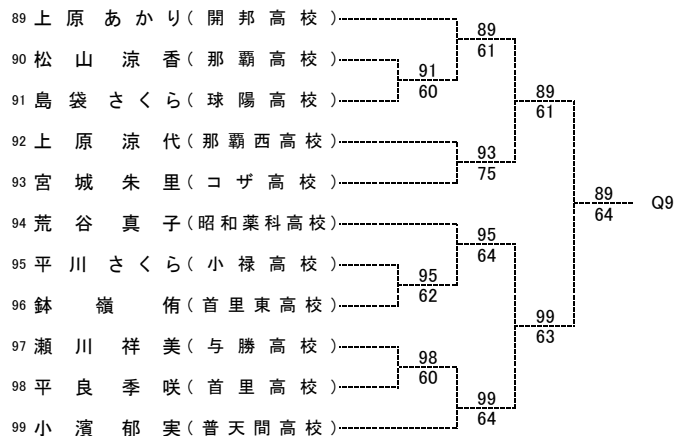 89 上原あかり(開邦高校)
89
61
90 松山涼香(那覇高校)
91
60
91 島袋さくら(球陽高校)
89
61
92 上原涼代(那覇西高校)
93
75
93 宮城朱里(コザ高校)
89
64
Q9
94 荒谷真子(昭和薬科高校)
95
64
95 平川さくら(小禄高校)
95
62
96 鉢嶺侑(首里東高校)
99
63
97 瀬川祥美(与勝高校)
98
60
98 平良季咲(首里高校)
99
64
99 小濱郁実(普天間高校)